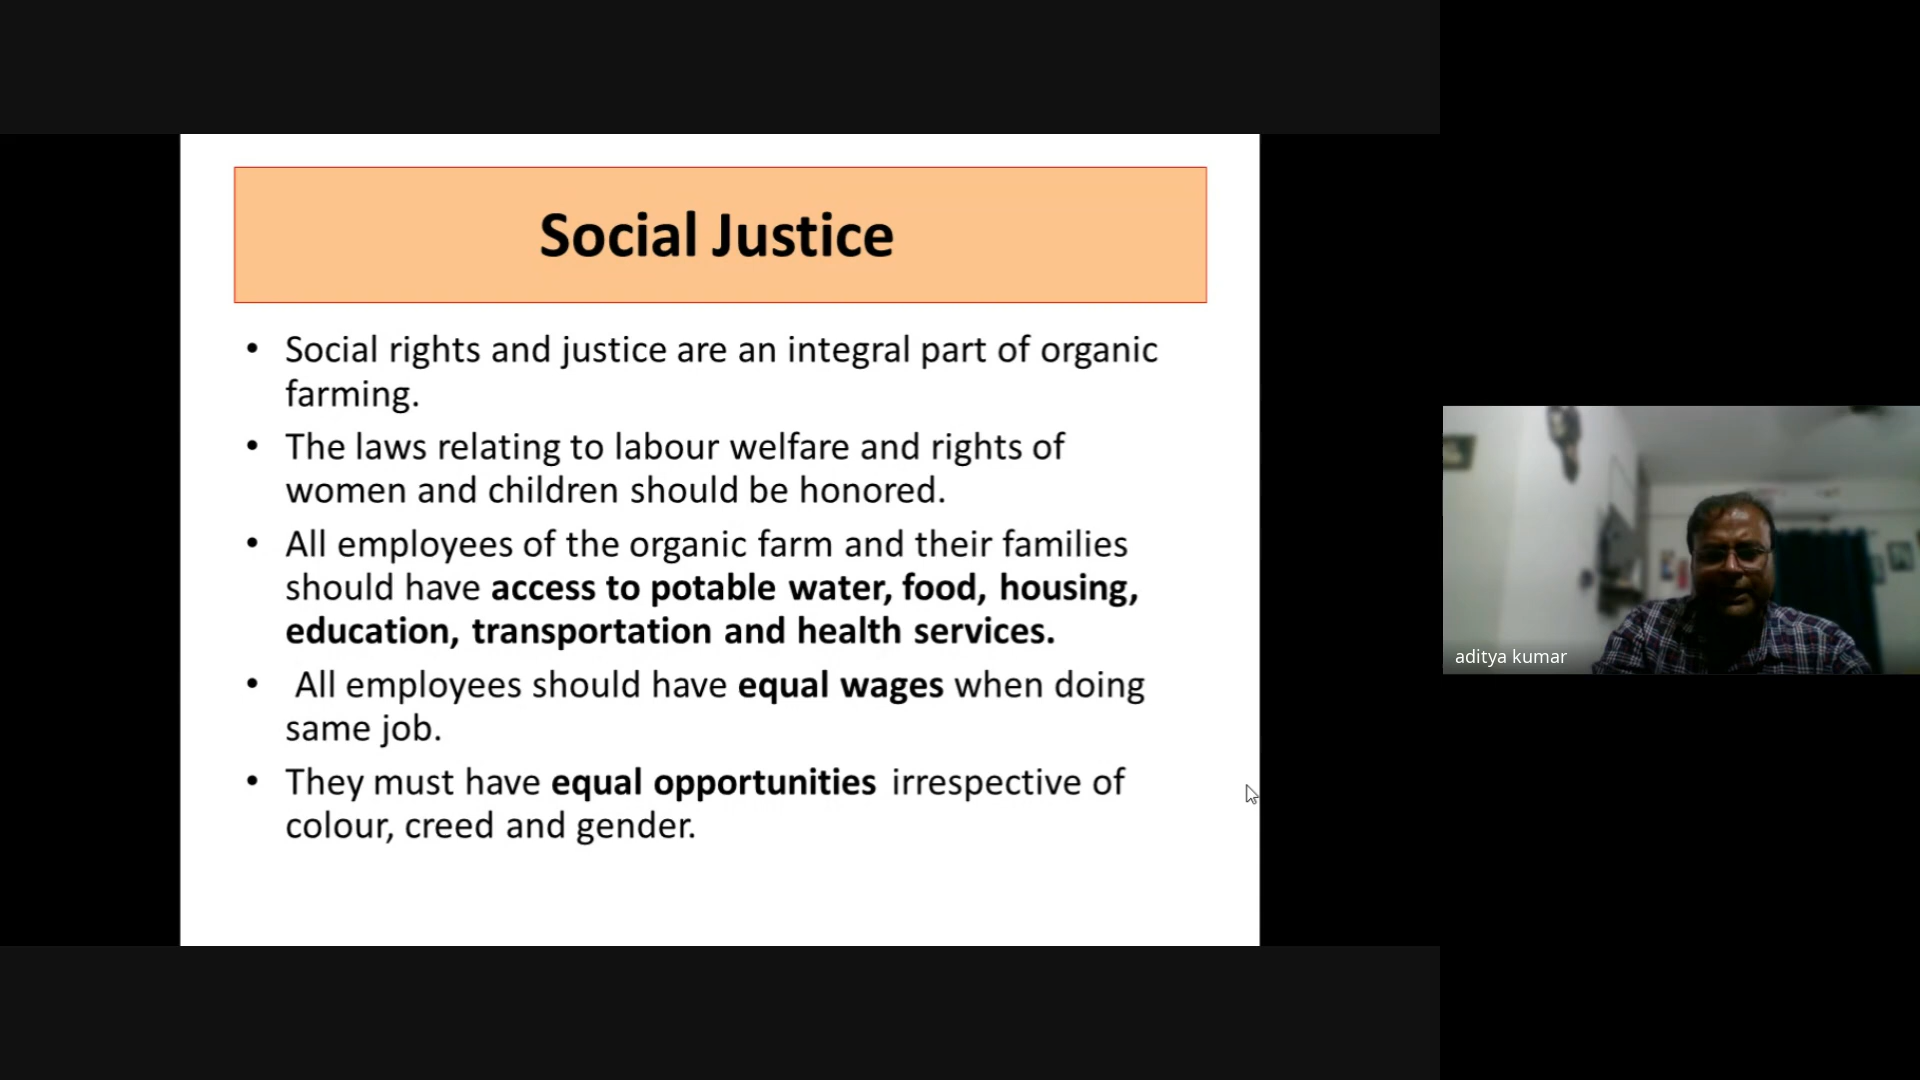 Social Justice
• Social rights and justice are an integral part of organic
farming.
• The laws relating to labour welfare and rights of
women and children should be honored.
• All employees of the organic farm and their families
should have access to potable water, food, housing,
education, transportation and health services.
• All employees should have equal wages when doing
same job.
• They must have equal opportunities irrespective of
colour, creed and gender.
aditya kumar